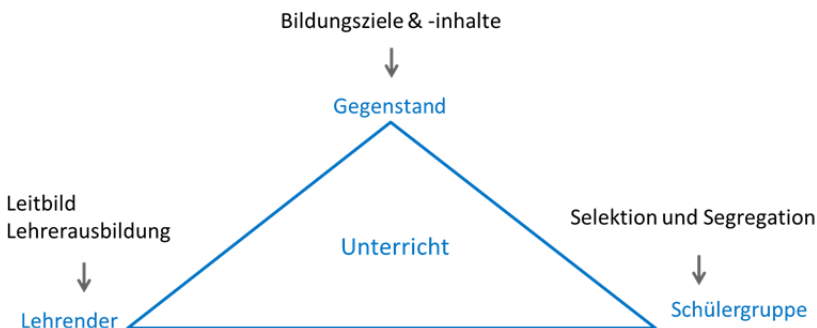 Bildungsziele & -inhalte
Gegenstand
Leitbild
Lehrerausbildung
Selektion und Segregation
Unterricht
Schülergruppe
Lehrender